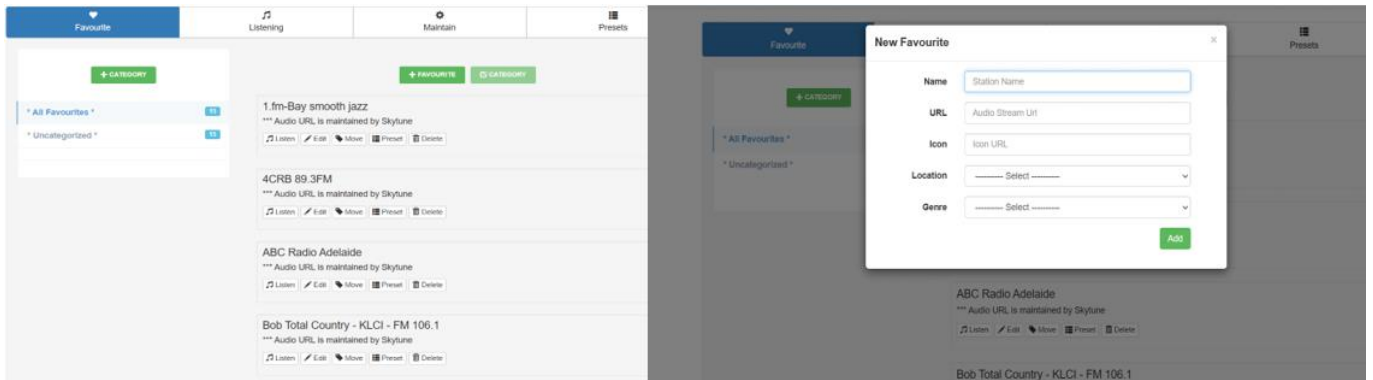 Favourite
Listening
Maintain
Presets
+ CATEGORY
+ FAVOURITE
CATEGORY
* All Favourites *
* Uncategorized *
1.fm-Bay smooth jazz
*** Audio URL is maintained by Skytune
Listen Edit Move Preset Delete
4CRB 89.3FM
*** Audio URL is maintained by Skytune
Listen Edit Move Preset Delete
ABC Radio Adelaide
*** Audio URL is maintained by Skytune
Listen Edit Move Preset Delete
Bob Total Country - KLCI - FM 106.1
*** Audio URL is maintained by Skytune
Listen Edit Move Preset Delete
Favourite
Presets
+ CATEGORY
* All Favourites *
* Uncategorized *
New Favourite ×
Name Station Name
URL Audio Stream Url
Icon Icon URL
Location ---------- Select ----------
Genre ---------- Select ----------
Add
ABC Radio Adelaide
*** Audio URL is maintained by Skytune
Listen Edit Move Preset Delete
Bob Total Country - KLCI - FM 106.1